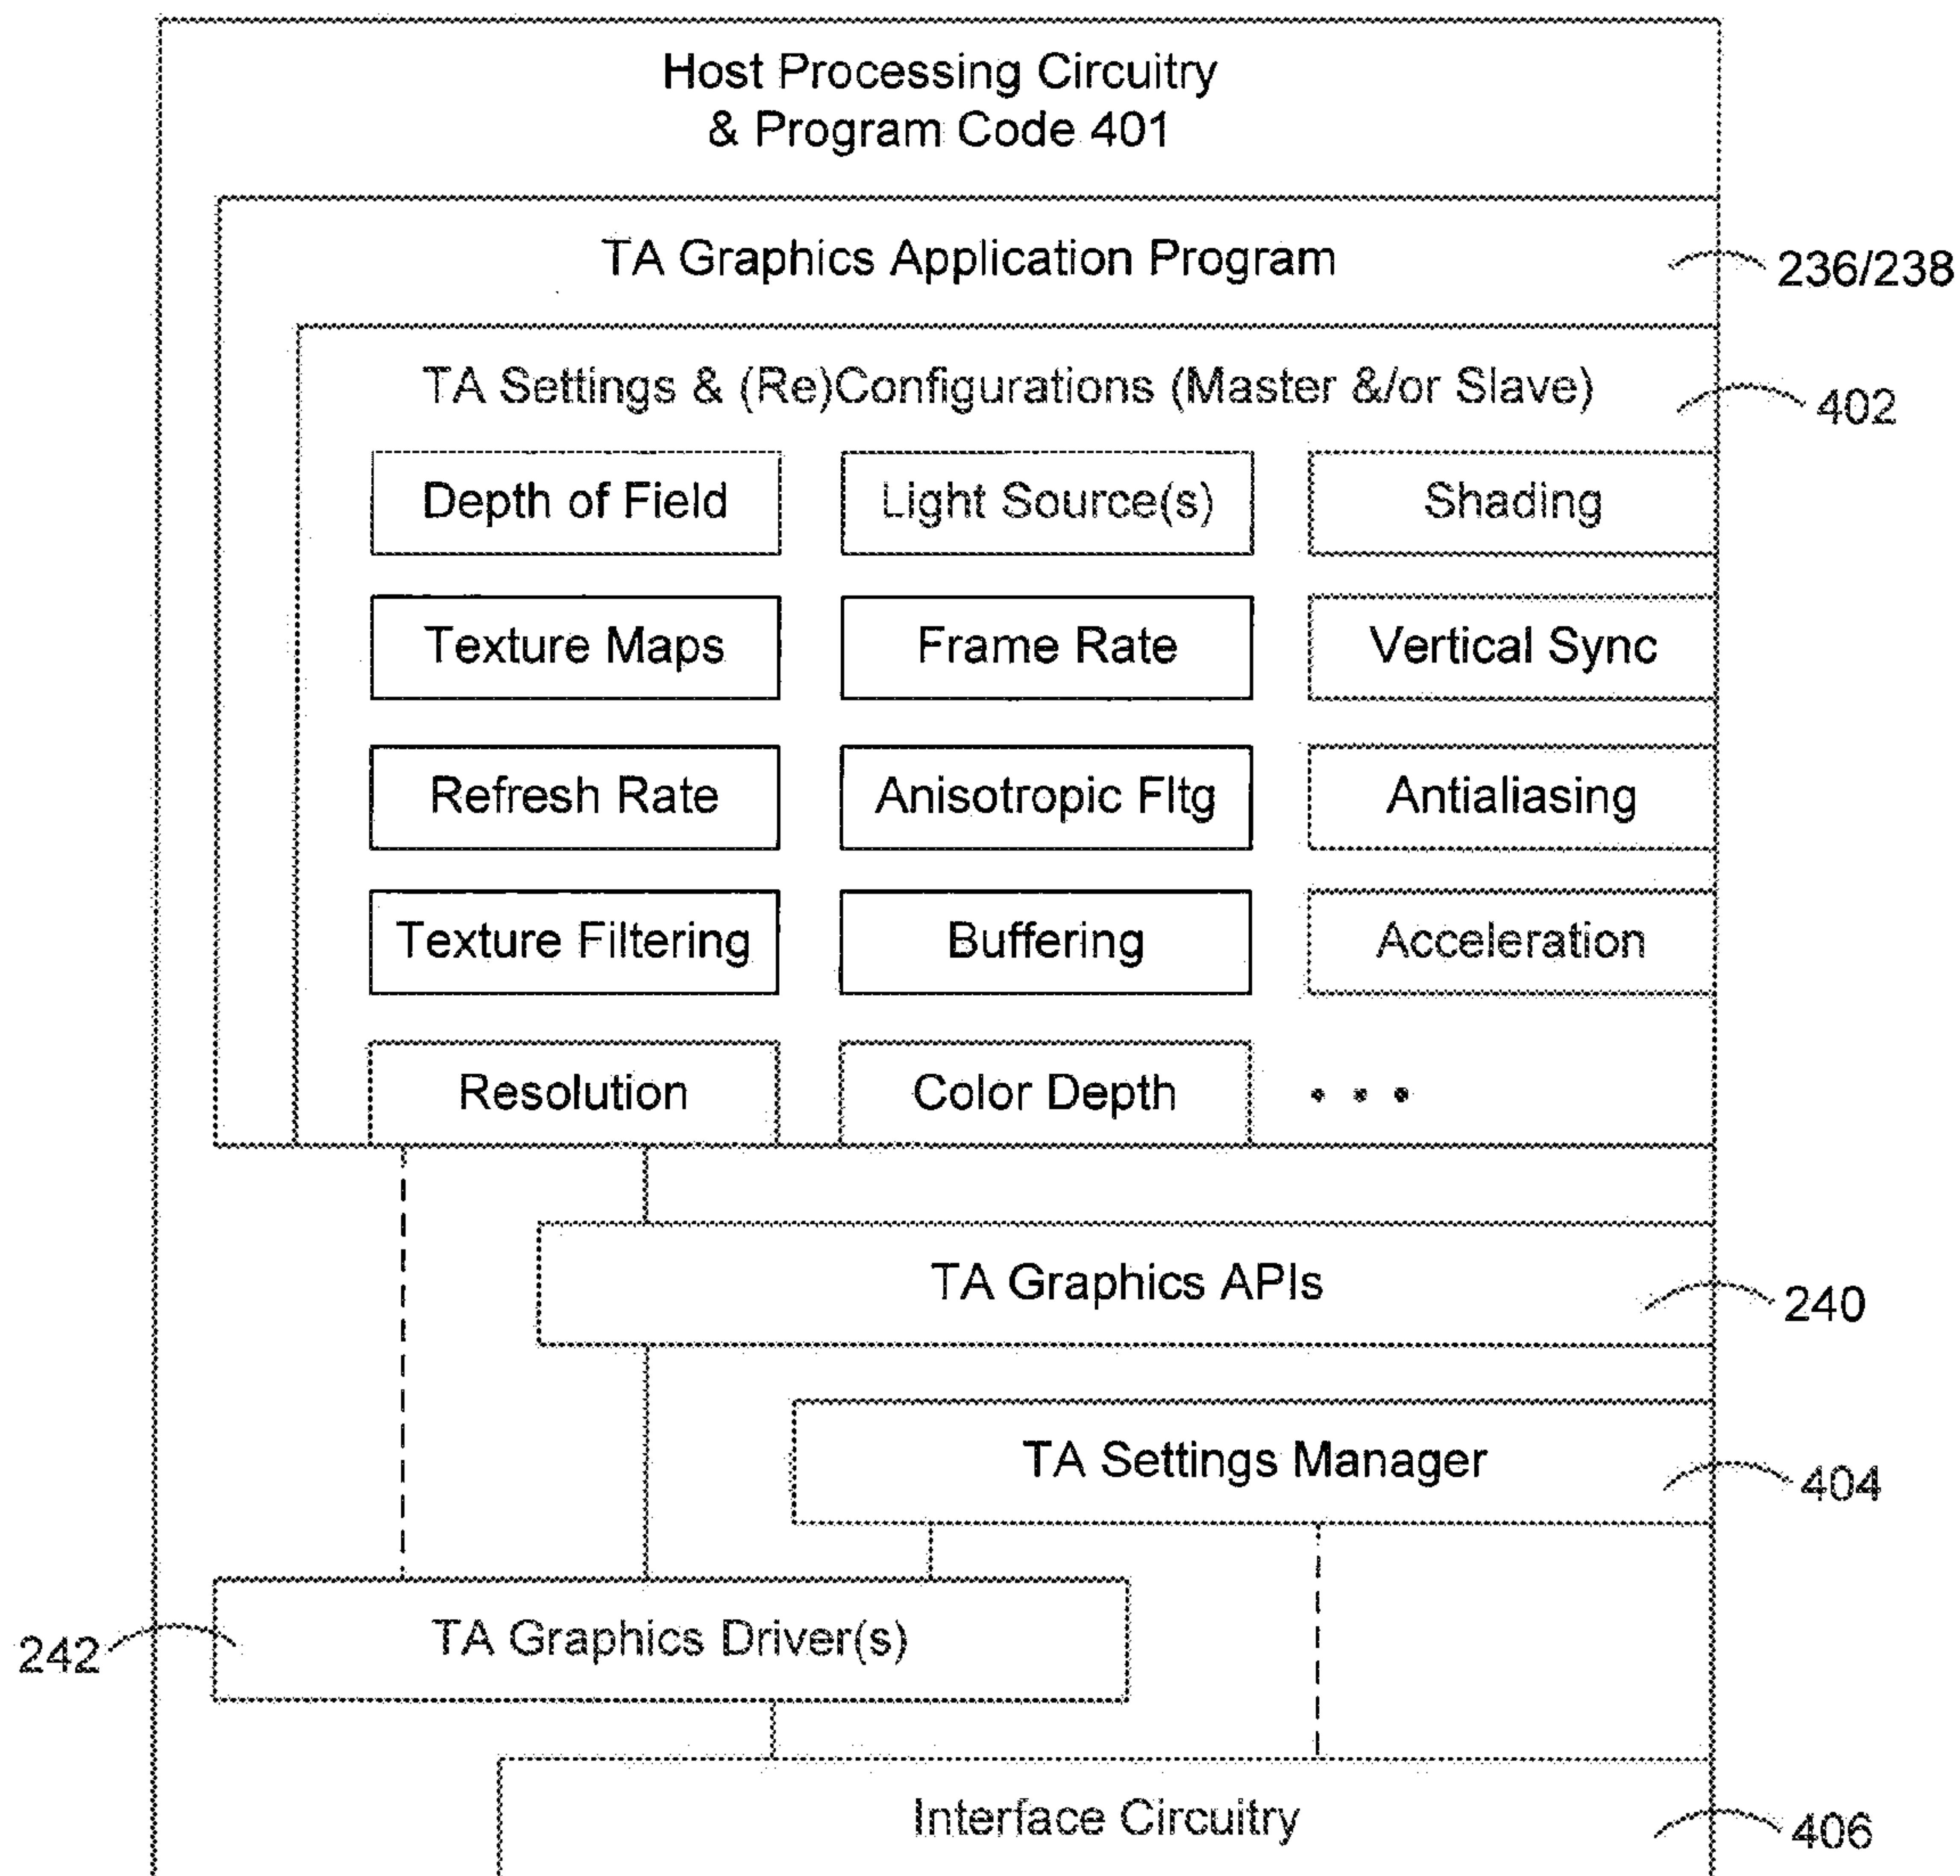 Host Processing Circuitry
& Program Code 401
TA Graphics Application Program
236/238
TA Settings & (Re)Configurations (Master &/or Slave)
402
Depth of Field
Light Source(s)
Shading
Texture Maps
Frame Rate
Vertical Sync
Refresh Rate
Anisotropic Fltg
Antialiasing
Texture Filtering
Buffering
Acceleration
Resolution
Color Depth
• • •
TA Graphics APIs
240
TA Settings Manager
404
242
TA Graphics Driver(s)
Interface Circuitry
406